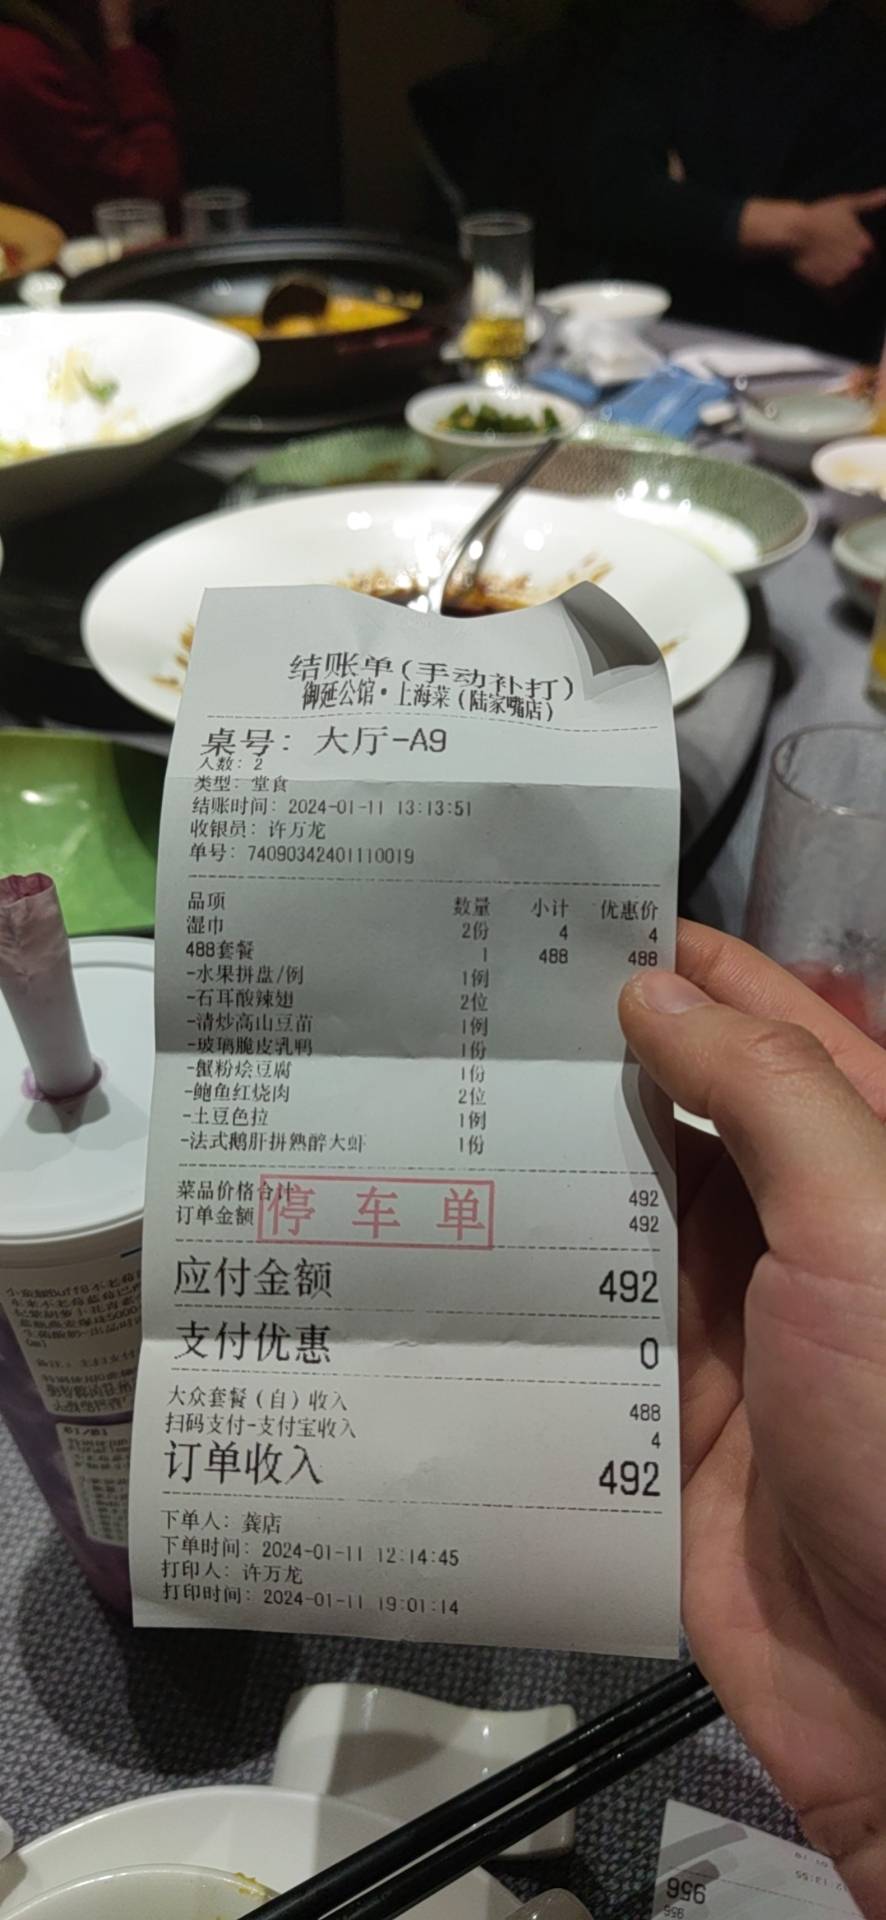 结账单(手动补打)
御延公馆·上海菜(陆家嘴店)
桌号: 大厅-A9
人数: 2
类型: 堂食
结账时间: 2024-01-11 13:13:51
收银员: 许万龙
单号: 74090342401110019
品项 数量 小计 优惠价
湿巾 2份 4 4
488套餐 1 488 488
-水果拼盘/例 1例
-石耳酸辣翅 2位
-清炒高山豆苗 1例
-玻璃脆皮乳鸭 1份
-蟹粉烩豆腐 1份
-鲍鱼红烧肉 2位
-土豆色拉 1例
-法式鹅肝拼熟醉大虾 1份
菜品价格合计 492
订单金额 492
停车单
应付金额 492
支付优惠 0
大众套餐(自)收入 488
扫码支付-支付宝收入 4
订单收入 492
下单人: 龚店
下单时间: 2024-01-11 12:14:45
打印人: 许万龙
打印时间: 2024-01-11 19:01:14
956
956